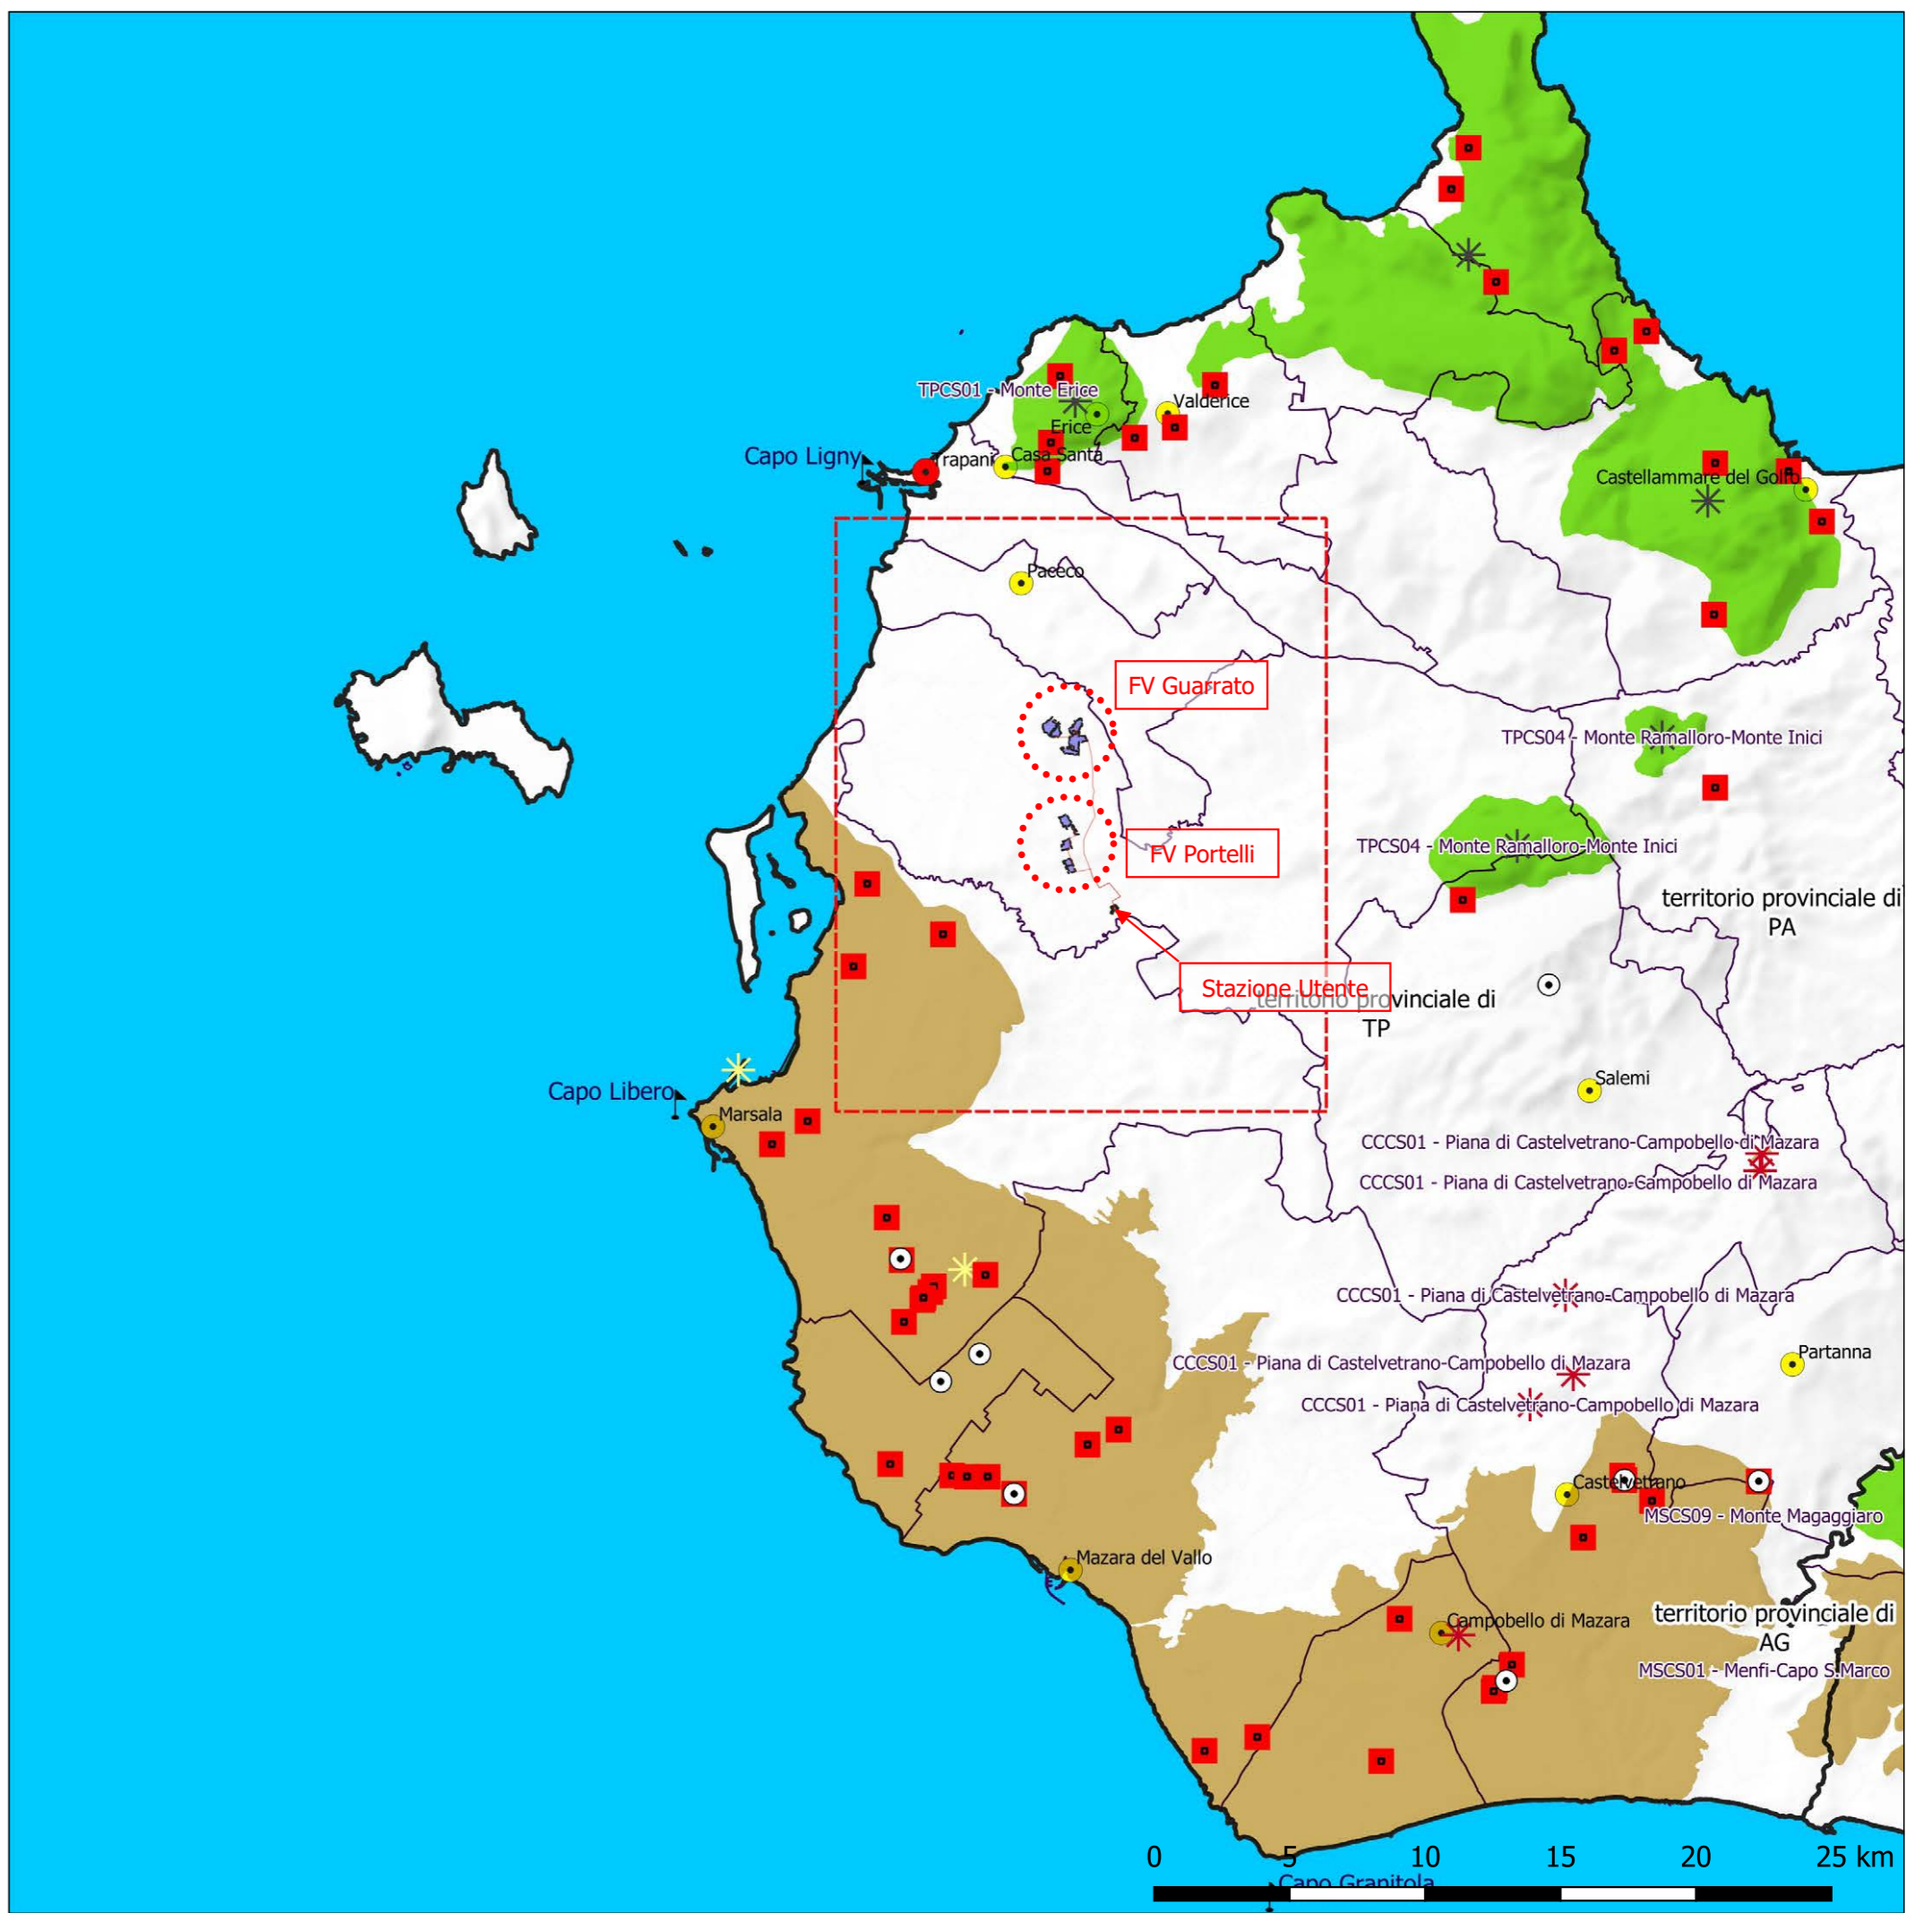 TPCS01 - Monte Erice
Valderice
Erice
Capo Ligny
Trapani
Casa Santa
Castellammare del Golfo
Paceco
FV Guarrato
TPCS04 - Monte Ramalloro-Monte Inici
FV Portelli
TPCS04 - Monte Ramalloro-Monte Inici
territorio provinciale di
PA
Stazione Utente
territorio provinciale di
TP
Capo Libero
Salemi
Marsala
CCCS01 - Piana di Castelvetrano-Campobello di Mazara
CCCS01 - Piana di Castelvetrano-Campobello di Mazara
CCCS01 - Piana di Castelvetrano-Campobello di Mazara
Partanna
CCCS01 - Piana di Castelvetrano-Campobello di Mazara
CCCS01 - Piana di Castelvetrano-Campobello di Mazara
Castelvetrano
MSCS09 - Monte Magaggiaro
Mazara del Vallo
territorio provinciale di
AG
Campobello di Mazara
MSCS01 - Menfi-Capo S.Marco
0 5 10 15 20 25 km
Capo Granitola